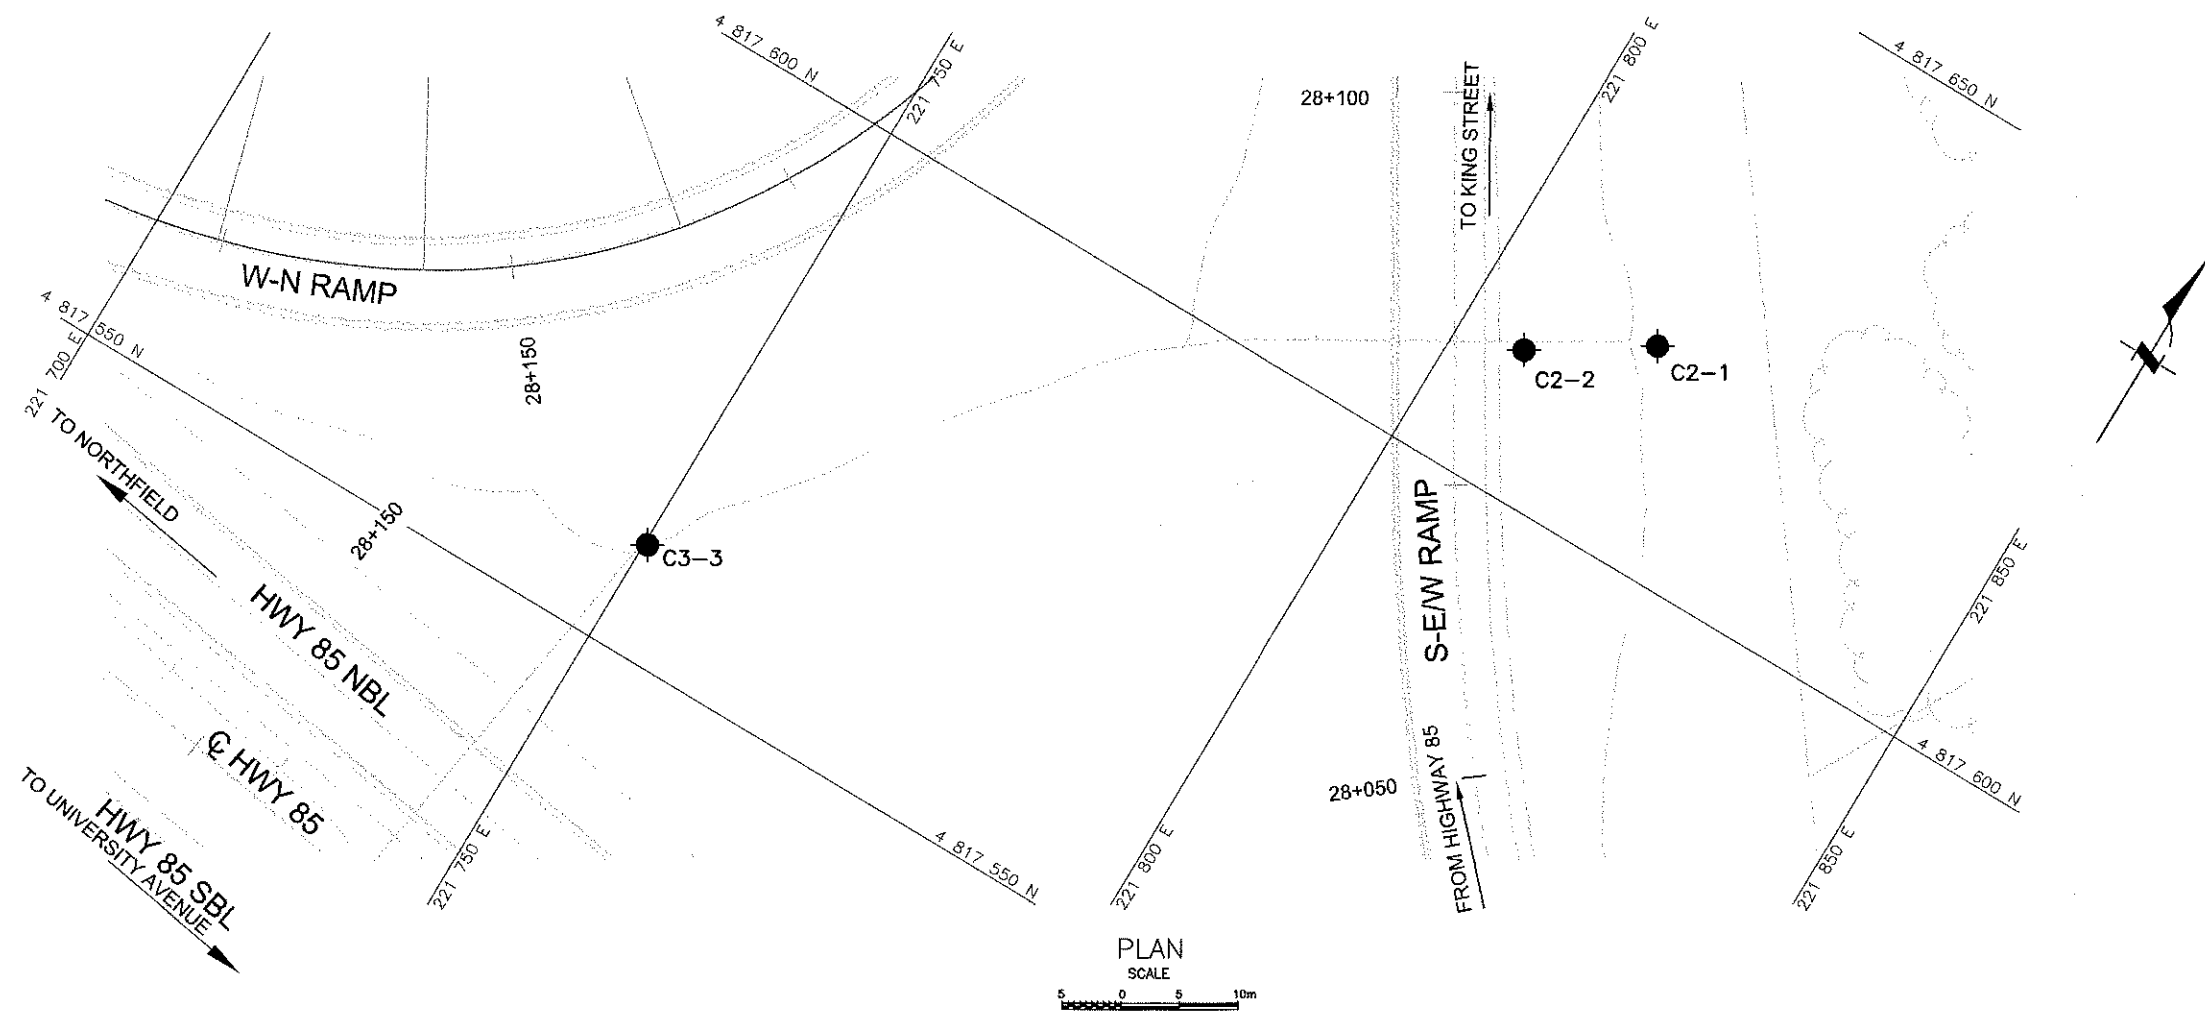 4 817 600 N
221 750 E
221 800 E
4 817 650 N
28+100
TO KING STREET
W-N RAMP
4 817 550 N
221 700 E
28+150
C2-2
C2-1
TO NORTHFIELD
28+150
C3-3
HWY 85 NBL
S-E/W RAMP
221 850 E
℄ HWY 85
TO UNIVERSITY AVENUE
HWY 85 SBL
221 750 E
4 817 550 N
221 800 E
28+050
FROM HIGHWAY 85
4 817 600 N
221 850 E
PLAN
SCALE
5 0 5 10m